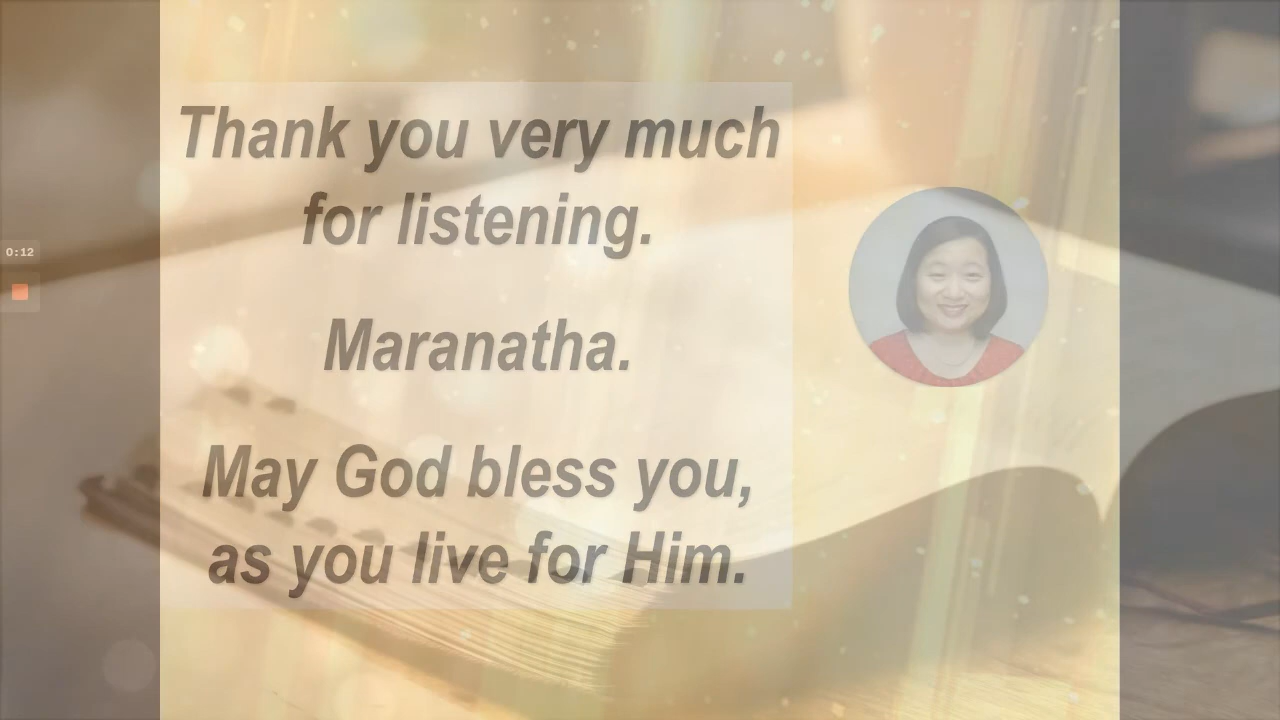 Thank you very much
for listening.
Maranatha.
May God bless you,
as you live for Him.
0:12